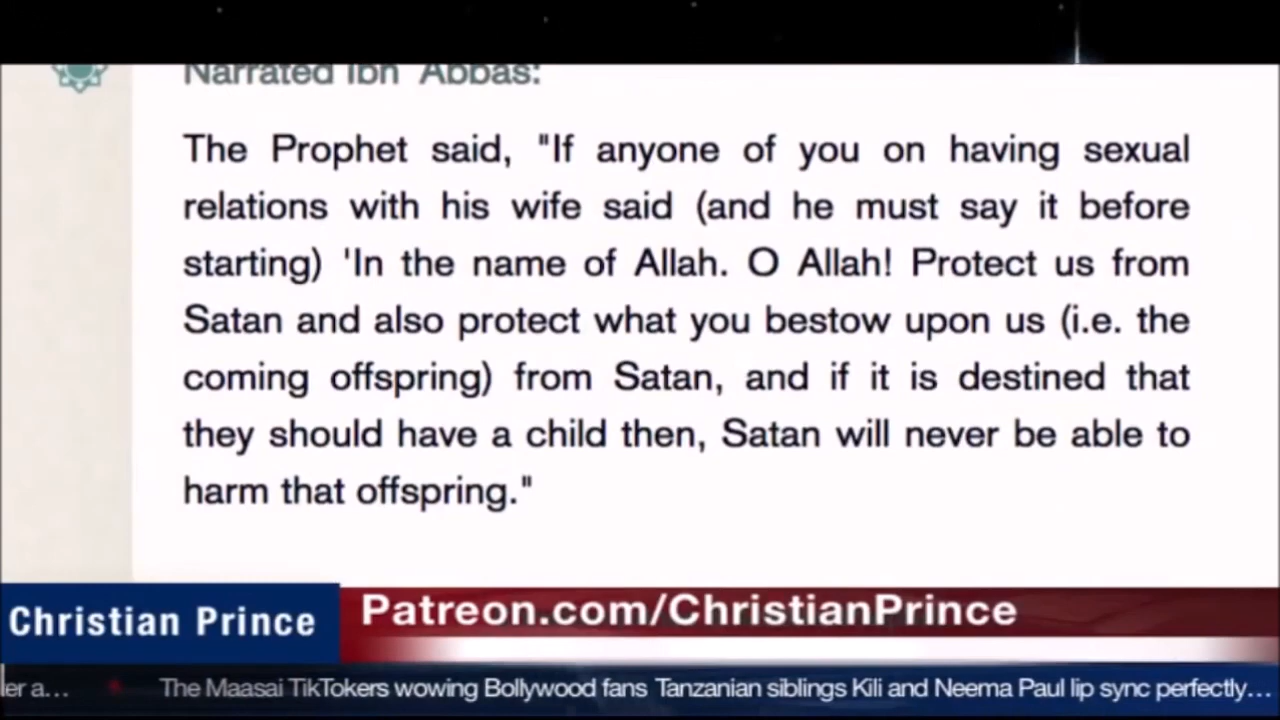 Narrated Ibn 'Abbas:
The Prophet said, "If anyone of you on having sexual
relations with his wife said (and he must say it before
starting) 'In the name of Allah. O Allah! Protect us from
Satan and also protect what you bestow upon us (i.e. the
coming offspring) from Satan, and if it is destined that
they should have a child then, Satan will never be able to
harm that offspring."
Christian Prince
Patreon.com/ChristianPrince
er a...
The Maasai TikTokers wowing Bollywood fans Tanzanian siblings Kili and Neema Paul lip sync perfectly...